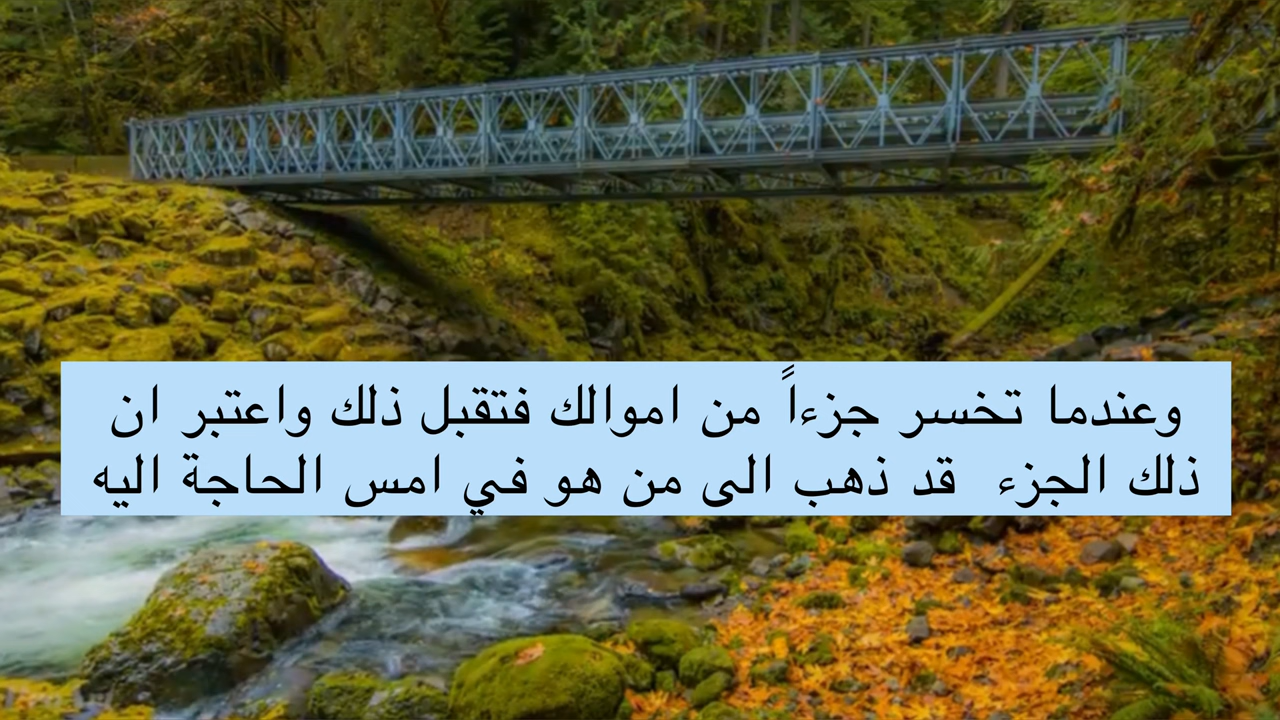 وعندما تخسر جزءاً من اموالك فتقبل ذلك واعتبر ان
ذلك الجزء  قد ذهب الى من هو في امس الحاجة اليه